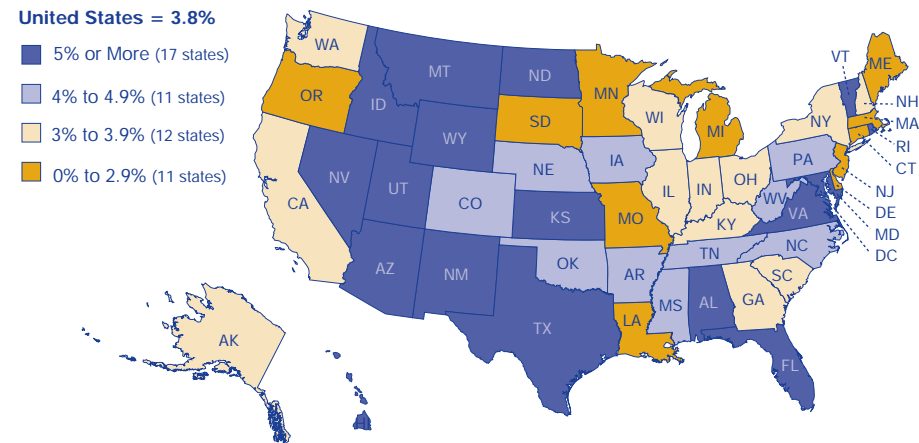 United States = 3.8%
5% or More (17 states)
4% to 4.9% (11 states)
3% to 3.9% (12 states)
0% to 2.9% (11 states)
WA
MT
ND
VT
ME
OR
ID
MN
NH
MA
RI
CT
WI
NY
MI
SD
WY
PA
NJ
DE
MD
DC
IA
NE
NV
UT
CO
IL
IN
OH
WV
VA
CA
KS
MO
KY
NC
TN
AZ
NM
OK
AR
SC
MS
AL
GA
TX
LA
FL
AK